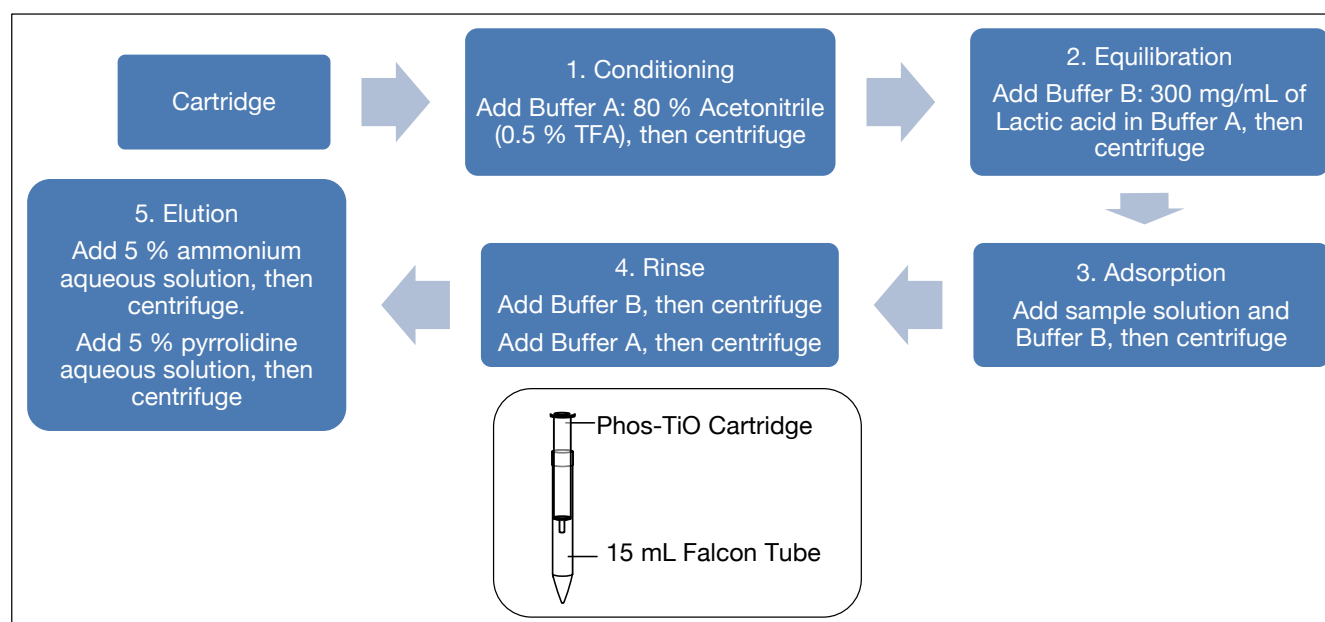 Cartridge
1. Conditioning
Add Buffer A: 80 % Acetonitrile
(0.5 % TFA), then centrifuge
2. Equilibration
Add Buffer B: 300 mg/mL of
Lactic acid in Buffer A, then
centrifuge
3. Adsorption
Add sample solution and
Buffer B, then centrifuge
4. Rinse
Add Buffer B, then centrifuge
Add Buffer A, then centrifuge
5. Elution
Add 5 % ammonium
aqueous solution, then
centrifuge.
Add 5 % pyrrolidine
aqueous solution, then
centrifuge
Phos-TiO Cartridge
15 mL Falcon Tube